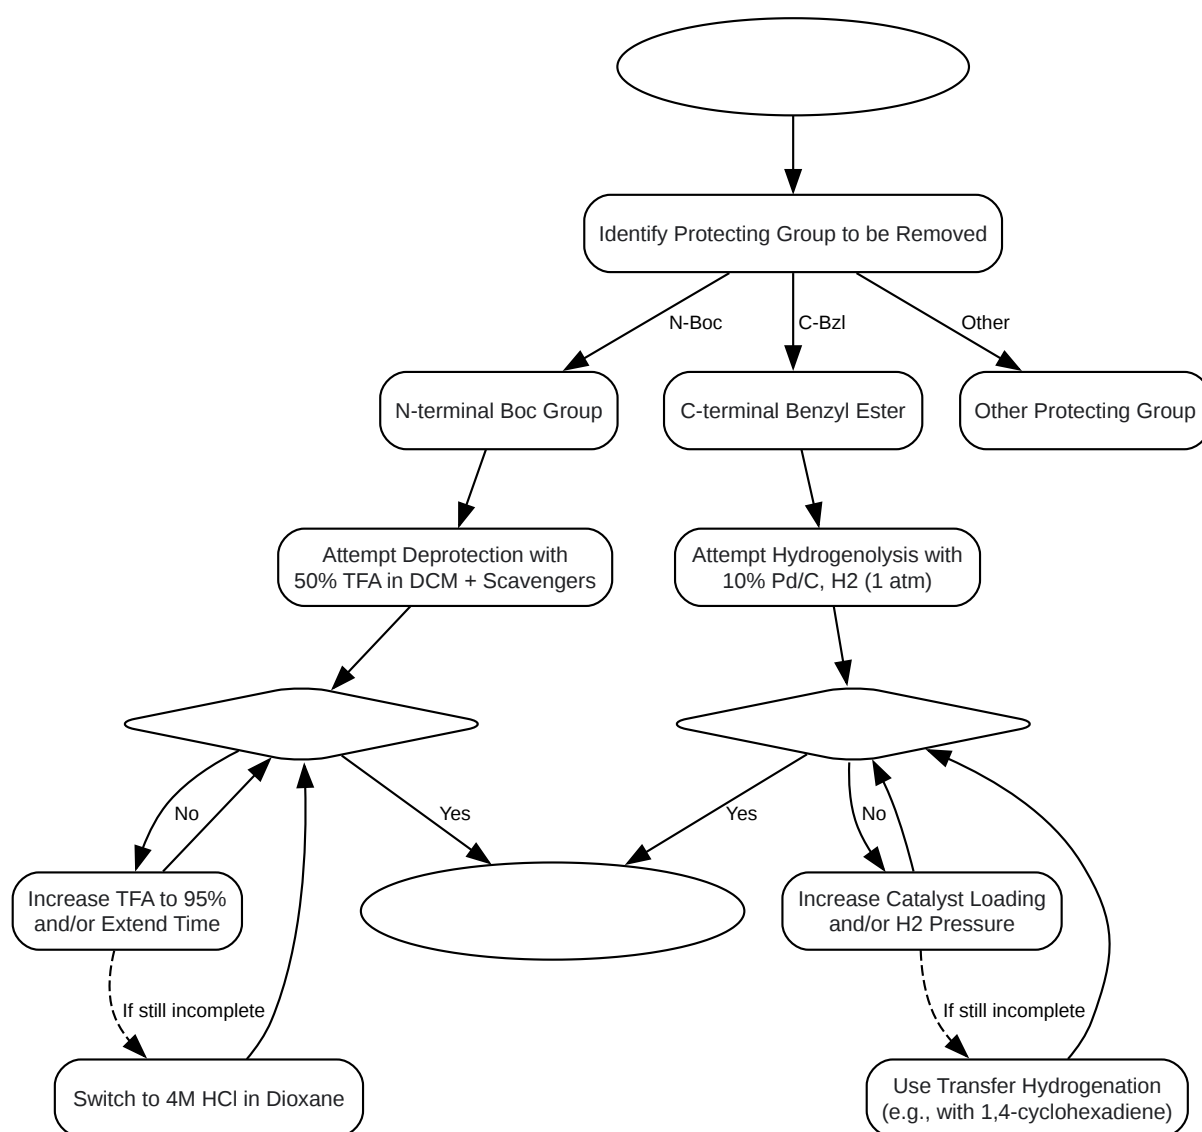 Identify Protecting Group to be Removed
N-Boc
C-Bzl
Other
N-terminal Boc Group
C-terminal Benzyl Ester
Other Protecting Group
Attempt Deprotection with
50% TFA in DCM + Scavengers
Attempt Hydrogenolysis with
10% Pd/C, H2 (1 atm)
No
Yes
Yes
No
Increase TFA to 95%
and/or Extend Time
Increase Catalyst Loading
and/or H2 Pressure
If still incomplete
If still incomplete
Switch to 4M HCl in Dioxane
Use Transfer Hydrogenation
(e.g., with 1,4-cyclohexadiene)